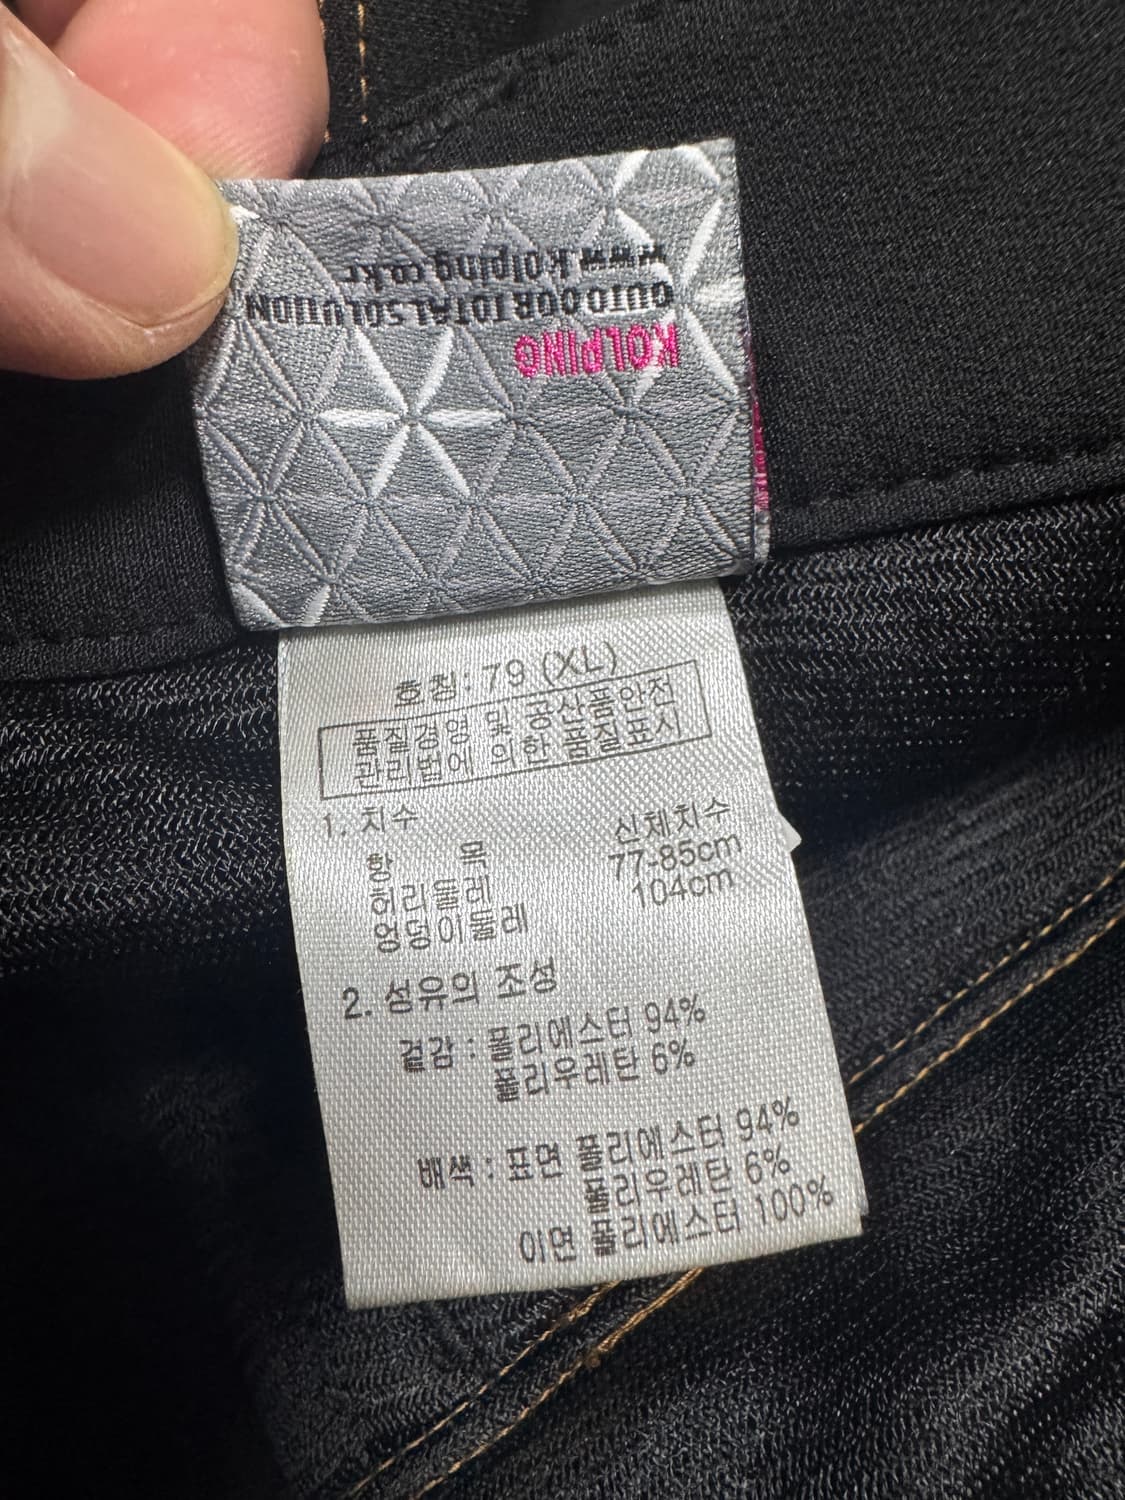 KOLPING
OUTDOOR TOTAL SOLUTION
www.kolping.co.kr
호칭: 79 (XL)
품질경영 및 공산품안전
관리법에 의한 품질표시
1. 치수
항 목 신체치수
허리둘레 77-85cm
엉덩이둘레 104cm
2. 섬유의 조성
겉감 : 폴리에스터 94%
폴리우레탄 6%
배색 : 표면 폴리에스터 94%
폴리우레탄 6%
이면 폴리에스터 100%